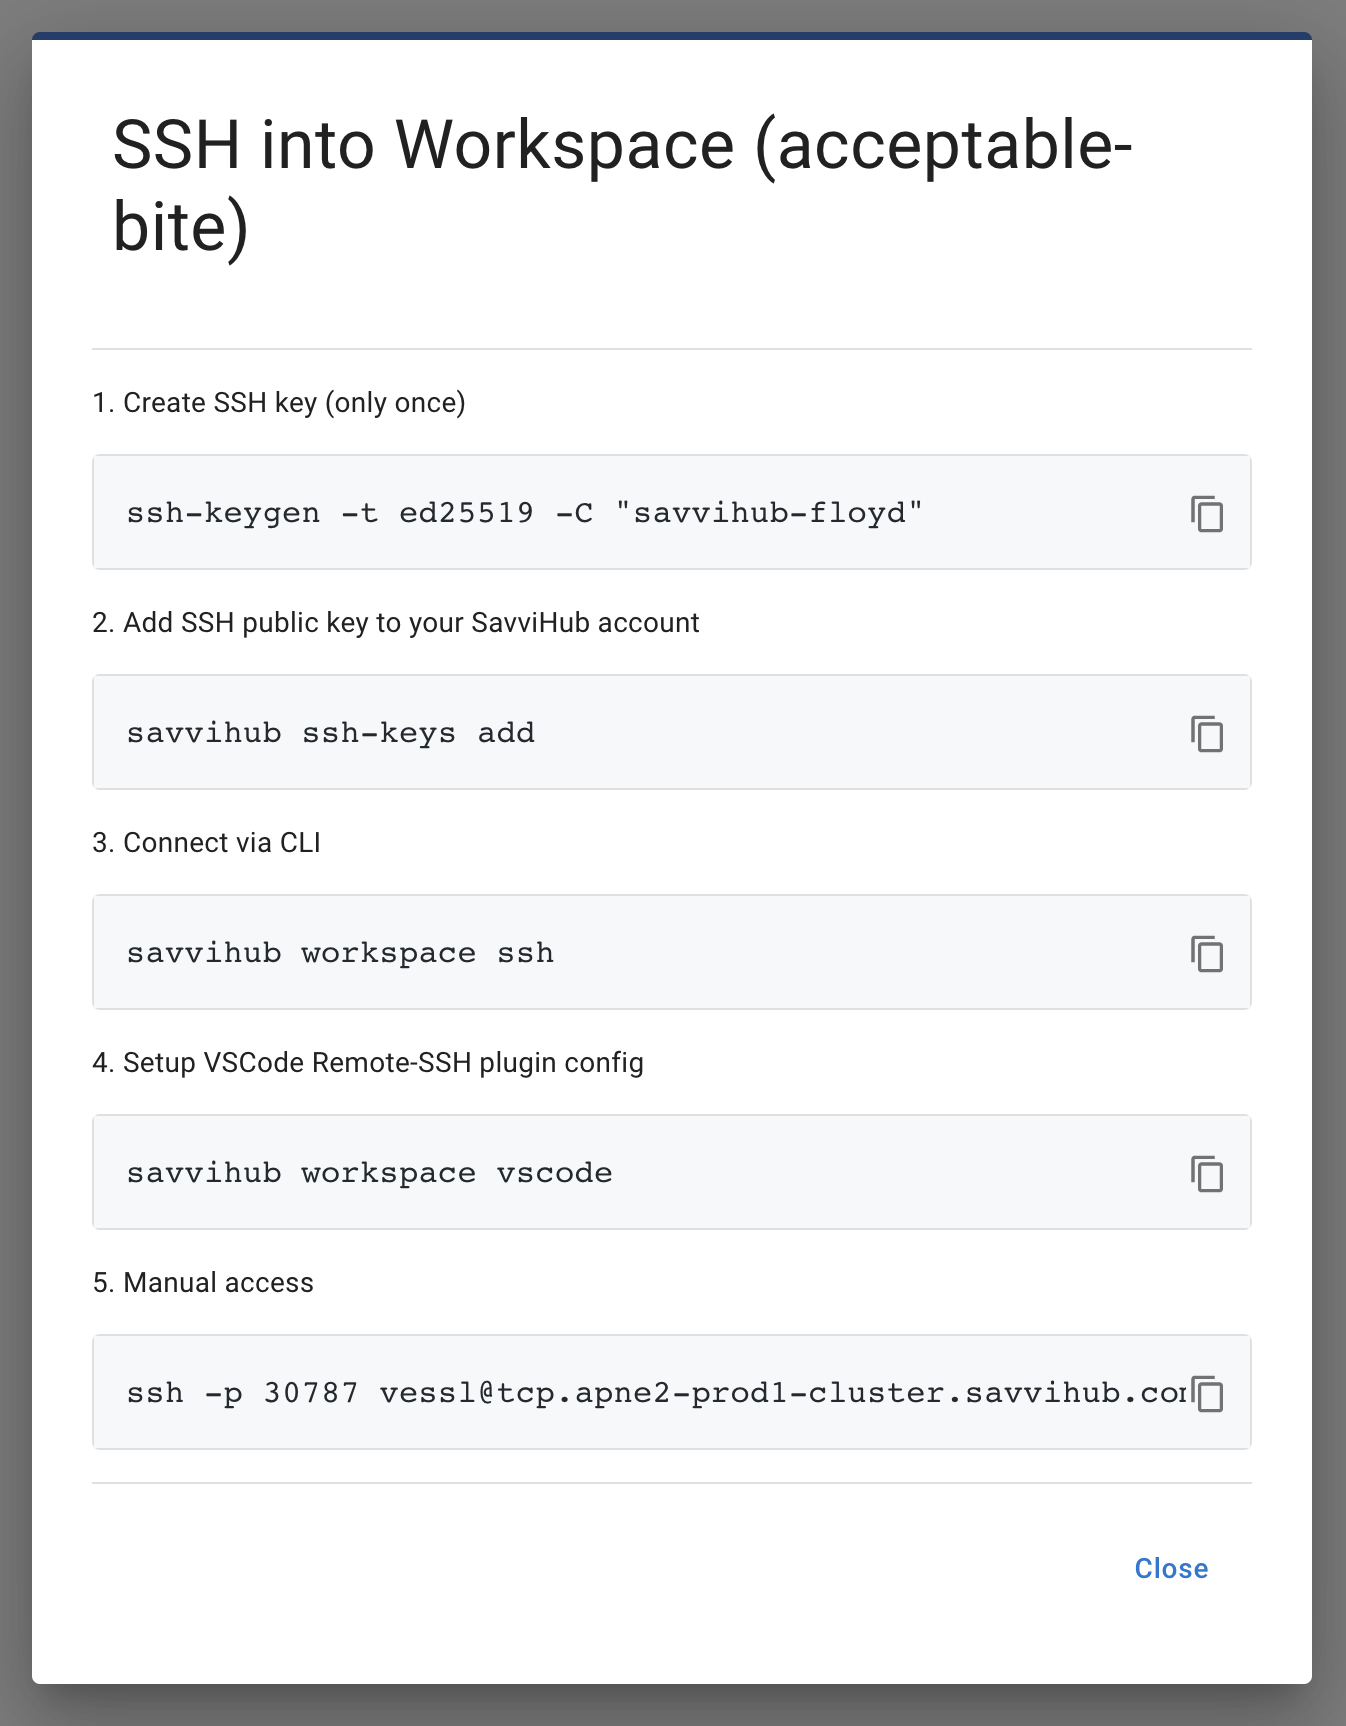 SSH into Workspace (acceptable-
bite)
1. Create SSH key (only once)
ssh-keygen -t ed25519 -C "savvihub-floyd"
2. Add SSH public key to your SavviHub account
savvihub ssh-keys add
3. Connect via CLI
savvihub workspace ssh
4. Setup VSCode Remote-SSH plugin config
savvihub workspace vscode
5. Manual access
ssh -p 30787 vessl@tcp.apne2-prod1-cluster.savvihub.com
Close